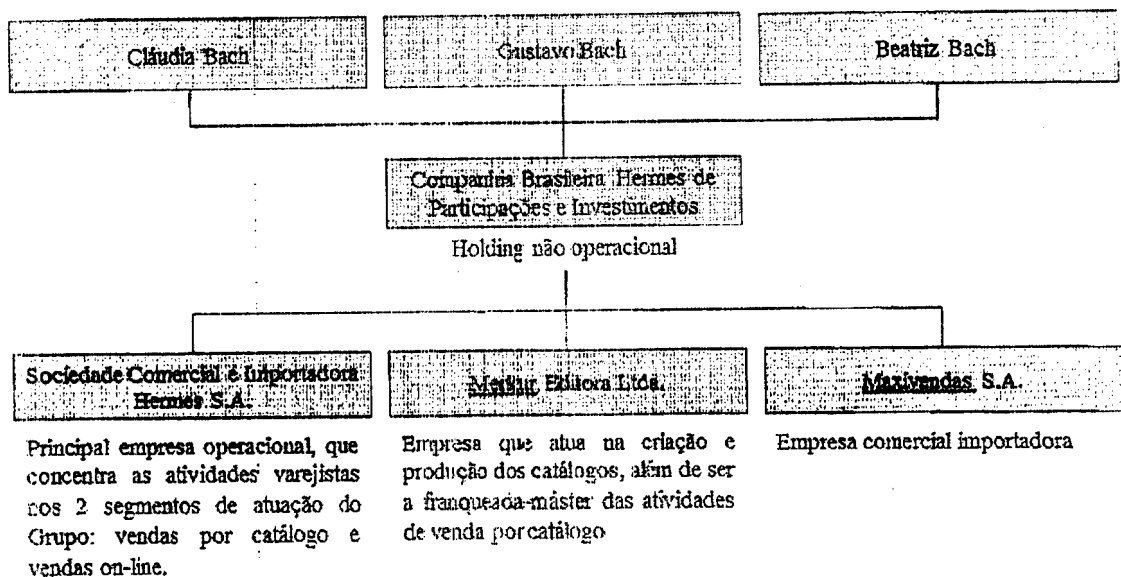 Cláudia Bach
Gustavo Bach
Beatriz Bach
Companhia Brasileira Hermes de
Participações e Investimentos
Holding não operacional
Sociedade Comercial e Importadora
Hermes S.A.
Merkur Editora Ltda.
Maxivendas S.A.
Principal empresa operacional, que
concentra as atividades varejistas
nos 2 segmentos de atuação do
Grupo: vendas por catálogo e
vendas on-line.
Empresa que atua na criação e
produção dos catálogos, além de ser
a franqueada-máster das atividades
de venda por catálogo
Empresa comercial importadora